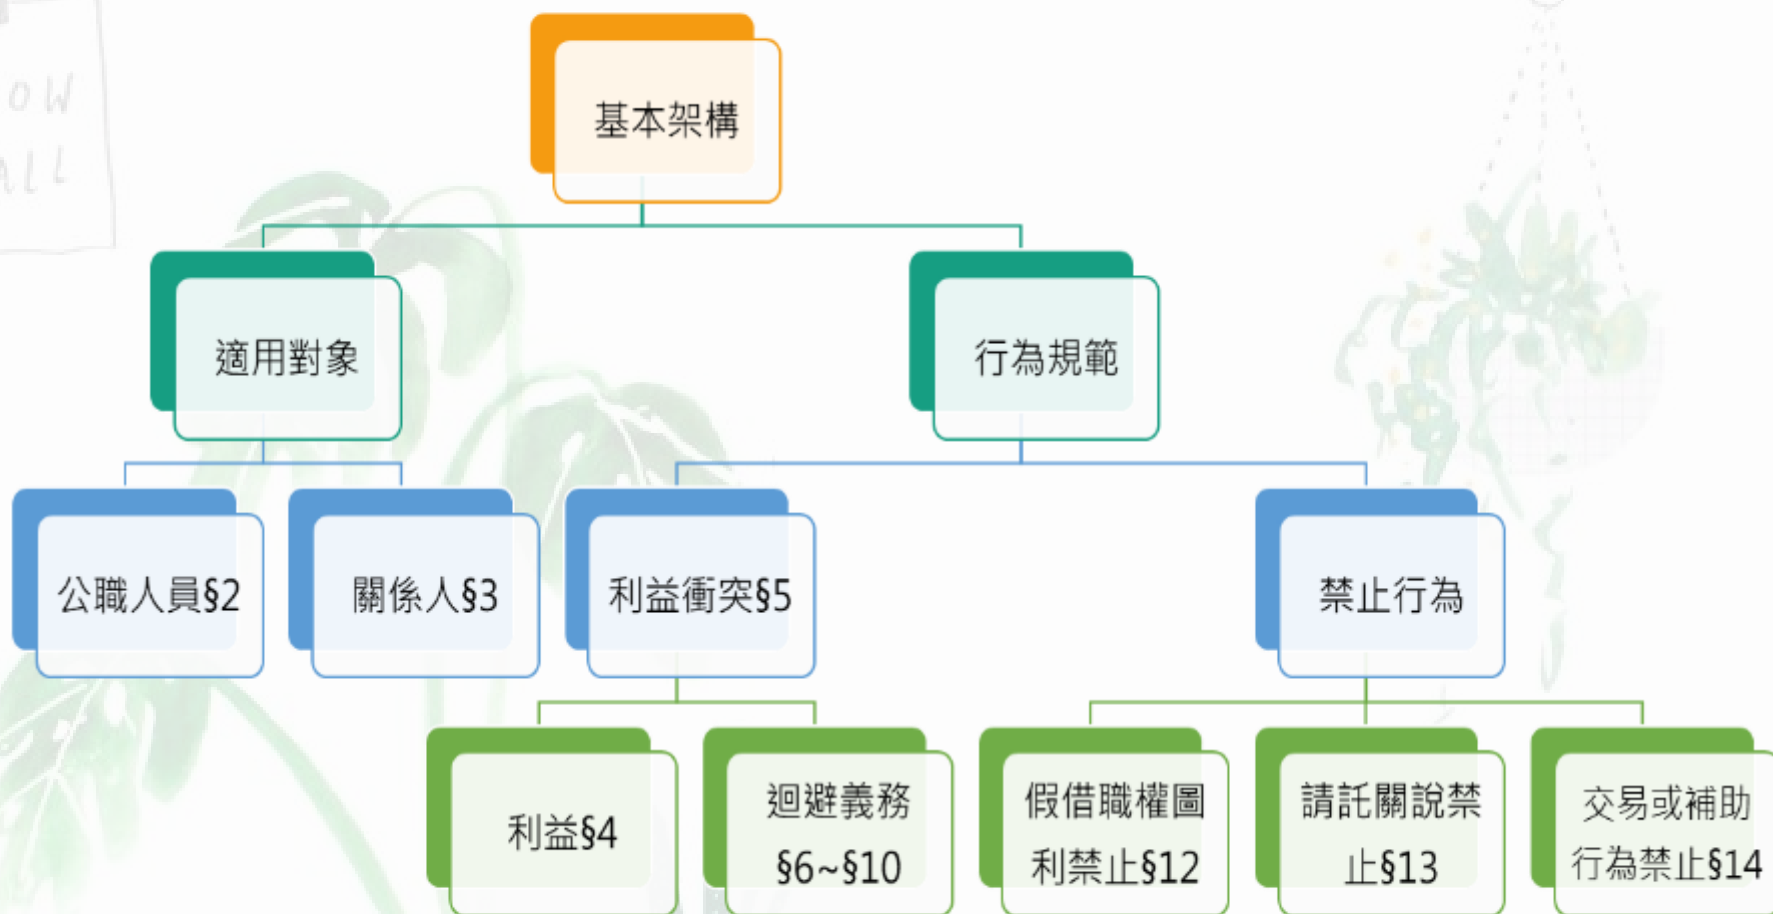 OW
ALL
基本架構
適用對象
行為規範
公職人員§2
關係人§3
利益衝突§5
禁止行為
利益§4
迴避義務
§6~§10
假借職權圖
利禁止§12
請託關說禁
止§13
交易或補助
行為禁止§14